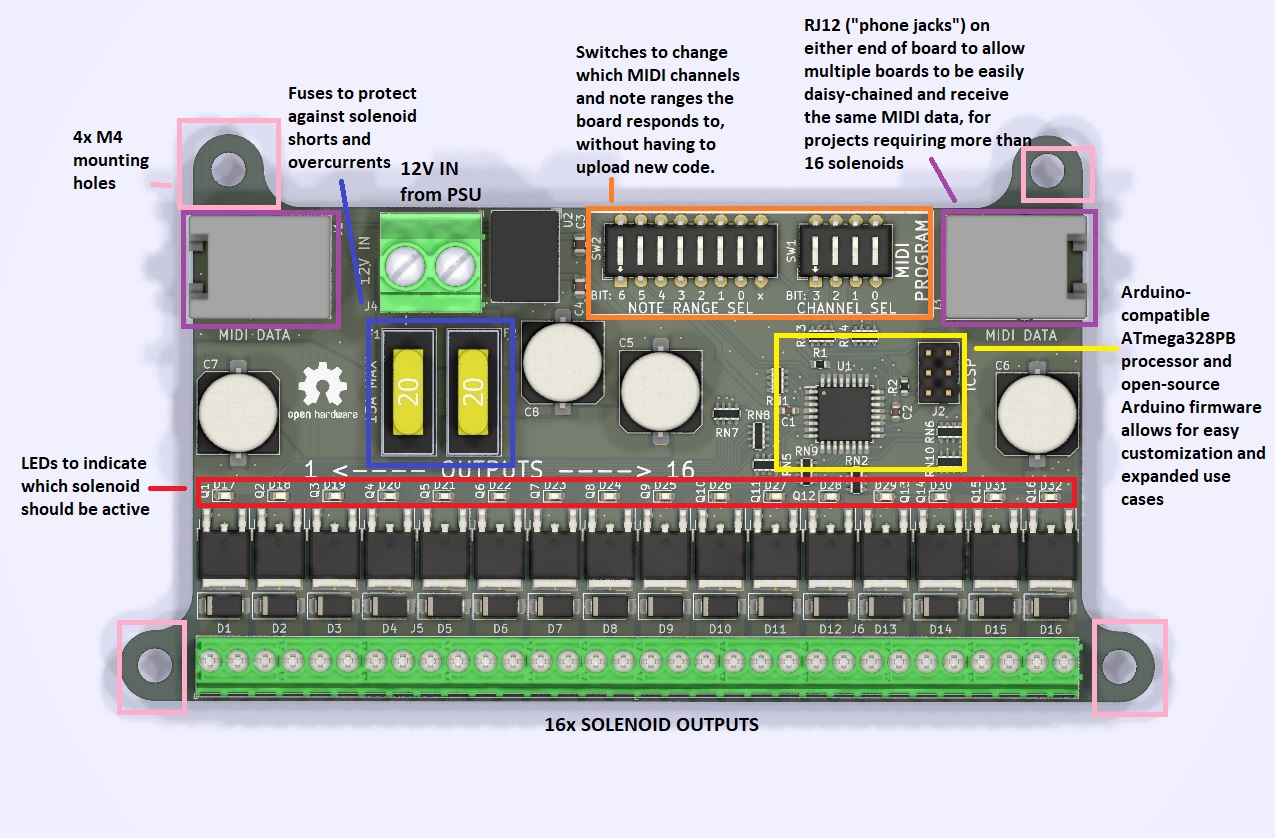 RJ12 ("phone jacks") on
either end of board to allow
multiple boards to be easily
daisy-chained and receive
the same MIDI data, for
projects requiring more than
16 solenoids
Switches to change
which MIDI channels
and note ranges the
board responds to,
without having to
upload new code.
Fuses to protect
against solenoid
shorts and
overcurrents
4x M4
mounting
holes
12V IN
from PSU
12V IN
J4
U2
C3
C4
SW2
SW1
BIT: 6 5 4 3 2 1 0 x
NOTE RANGE SEL
BIT: 3 2 1 0
CHANNEL SEL
MIDI
PROGRAM
MIDI DATA
MIDI DATA
Arduino-
compatible
ATmega328PB
processor and
open-source
Arduino firmware
allows for easy
customization and
expanded use
cases
C7
open hardware
15A MAX
20
20
C8
C5
C6
R1
U1
R2
C1
C2
RN1
RN7
RN8
RN9
RN2
RN5
RN6
RN10
J2
ICSP
1 <----- OUTPUTS ----> 16
LEDs to indicate
which solenoid
should be active
Q1 D17 Q2 D18 Q3 D19 Q4 D20 Q5 D21 Q6 D22 Q7 D23 Q8 D24 Q9 D25 Q10 D26 Q11 D27 Q12 D28 D29 Q13 Q14 D30 Q15 D31 Q16 D32
D1 D2 D3 D4 J5 D5 D6 D7 D8 D9 D10 D11 D12 J6 D13 D14 D15 D16
16x SOLENOID OUTPUTS